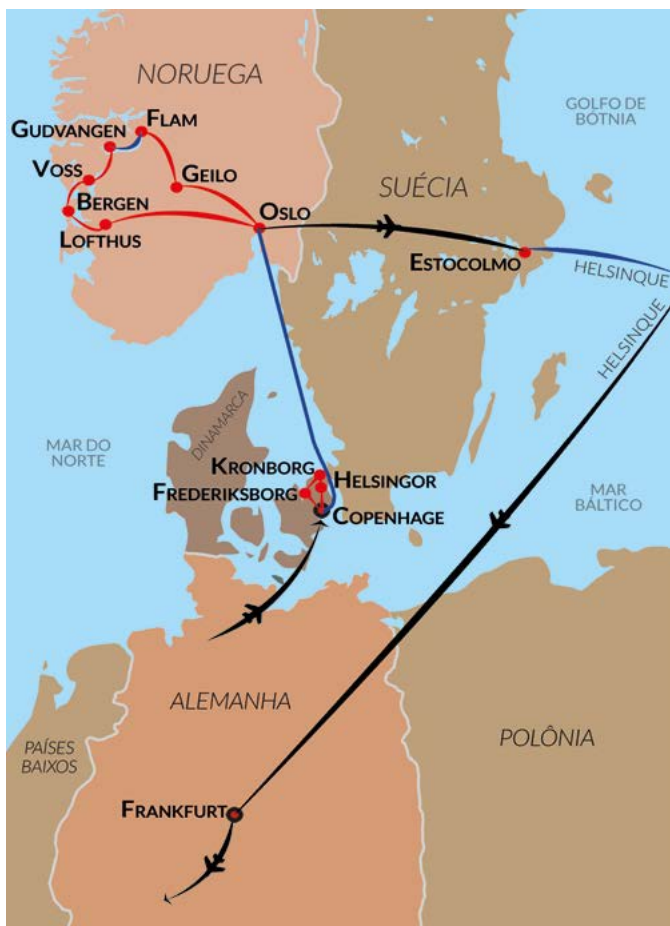 NORUEGA
GOLFO DE
BÓTNIA
FLAM
GUDVANGEN
VOSS
GEILO
SUÉCIA
BERGEN
OSLO
LOFTHUS
ESTOCOLMO
HELSINQUE
HELSINQUE
DINAMARCA
MAR DO
NORTE
KRONBORG
HELSINGOR
FREDERIKSBORG
COPENHAGE
MAR
BÁLTICO
ALEMANHA
PAÍSES
BAIXOS
POLÔNIA
FRANKFURT